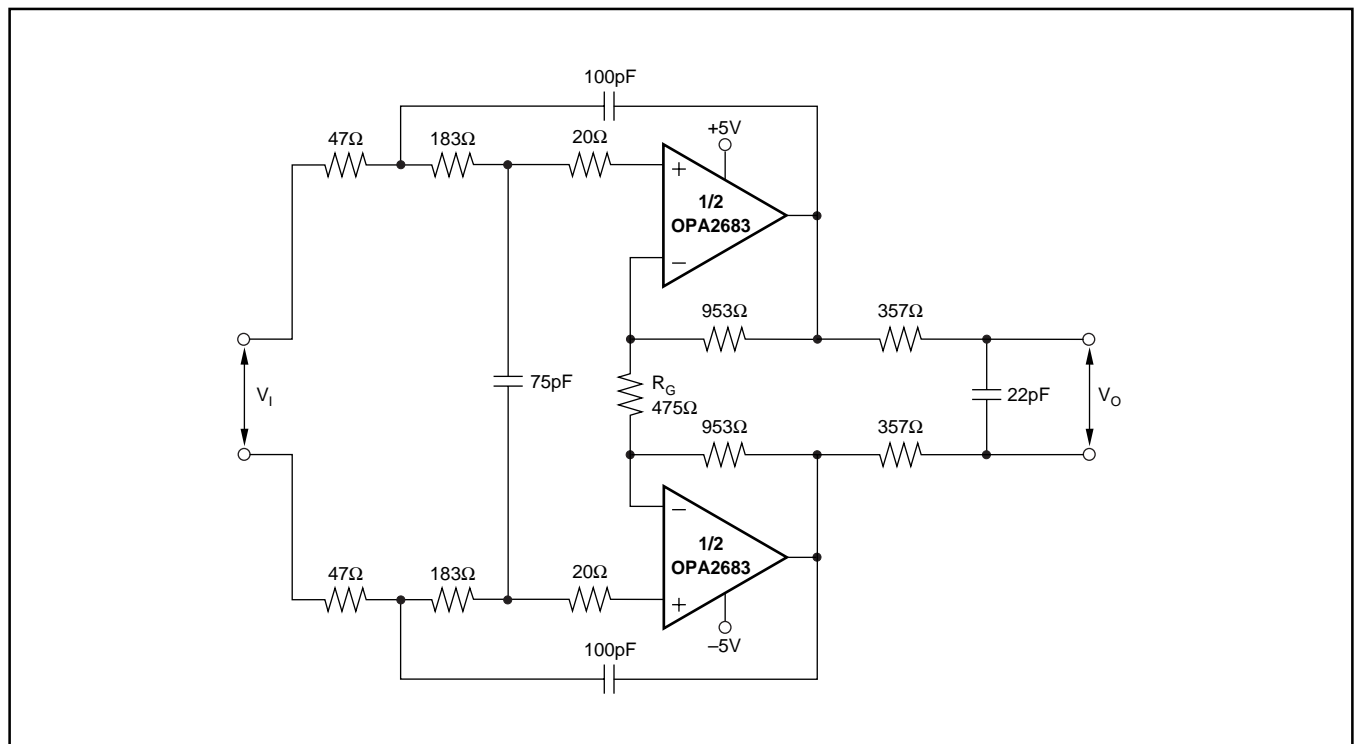 100pF
47Ω
183Ω
20Ω
+5V
+
1/2
OPA2683
−
953Ω
357Ω
V_I
75pF
R_G
475Ω
22pF
V_O
953Ω
357Ω
−
1/2
OPA2683
47Ω
183Ω
20Ω
+
–5V
100pF